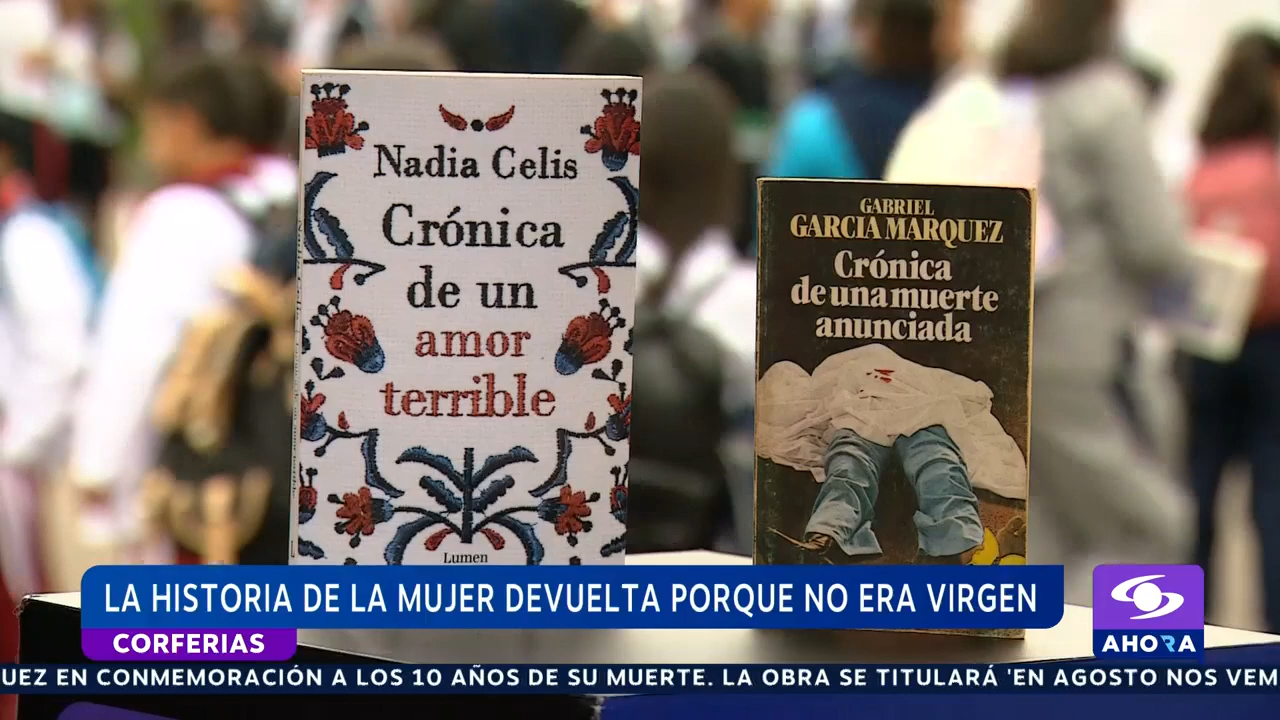 Nadia Celis
Crónica
de un
amor
terrible
Lumen
GABRIEL
GARCIA MARQUEZ
Crónica
de una muerte
anunciada
LA HISTORIA DE LA MUJER DEVUELTA PORQUE NO ERA VIRGEN
CORFERIAS
AHORA
UEZ EN CONMEMORACIÓN A LOS 10 AÑOS DE SU MUERTE. LA OBRA SE TITULARÁ 'EN AGOSTO NOS VEM